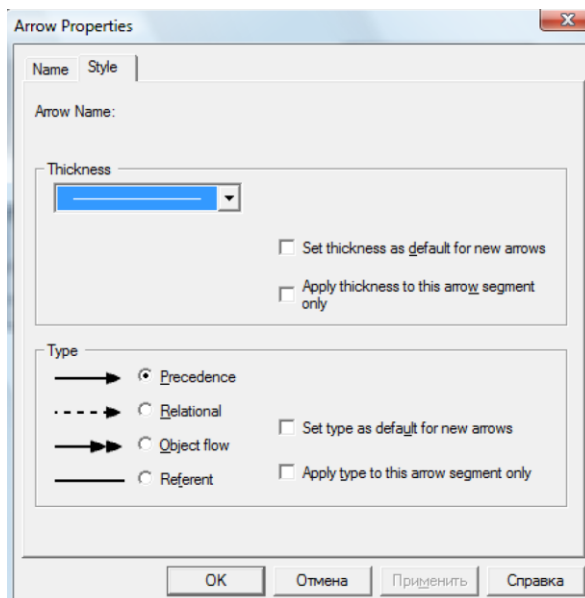 Arrow Properties
Name Style
Arrow Name:
Thickness
Set thickness as default for new arrows
Apply thickness to this arrow segment
only
Type
Precedence
Relational
Set type as default for new arrows
Object flow
Apply type to this arrow segment only
Referent
OK Отмена Применить Справка